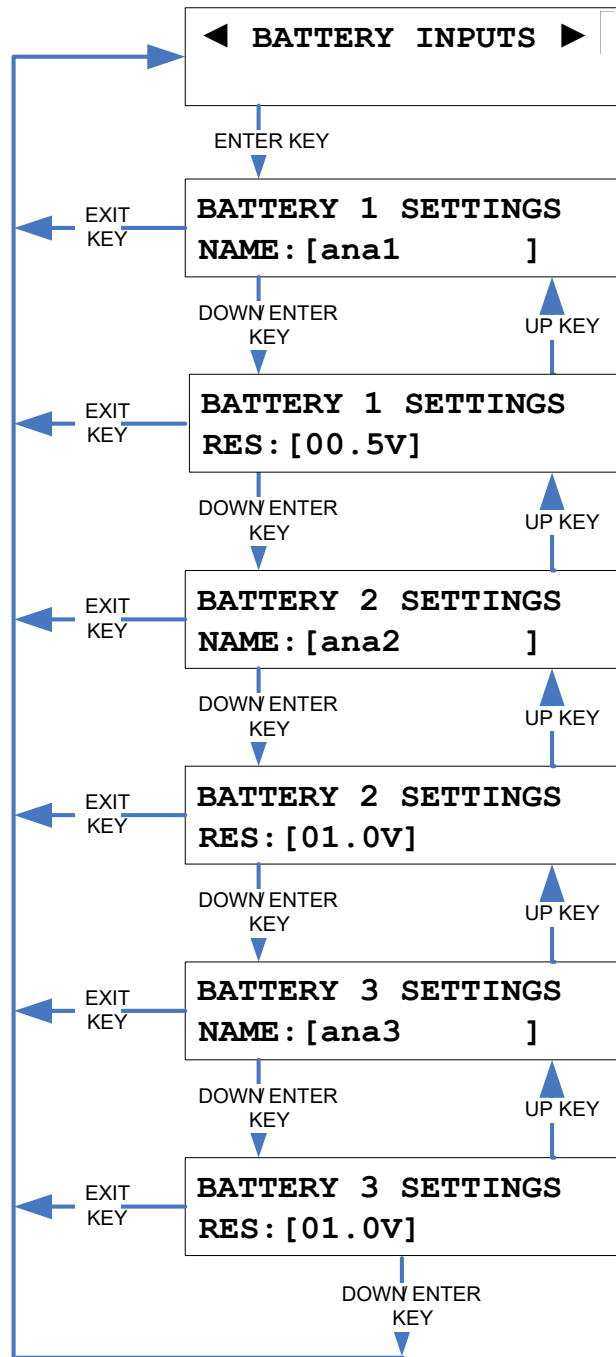 ◄ BATTERY INPUTS ►
ENTER KEY
BATTERY 1 SETTINGS
NAME:[ana1      ]
EXIT
KEY
DOWN/ENTER
KEY
UP KEY
BATTERY 1 SETTINGS
RES:[00.5V]
EXIT
KEY
DOWN/ENTER
KEY
UP KEY
BATTERY 2 SETTINGS
NAME:[ana2      ]
EXIT
KEY
DOWN/ENTER
KEY
UP KEY
BATTERY 2 SETTINGS
RES:[01.0V]
EXIT
KEY
DOWN/ENTER
KEY
UP KEY
BATTERY 3 SETTINGS
NAME:[ana3      ]
EXIT
KEY
DOWN/ENTER
KEY
UP KEY
BATTERY 3 SETTINGS
RES:[01.0V]
EXIT
KEY
DOWN/ENTER
KEY